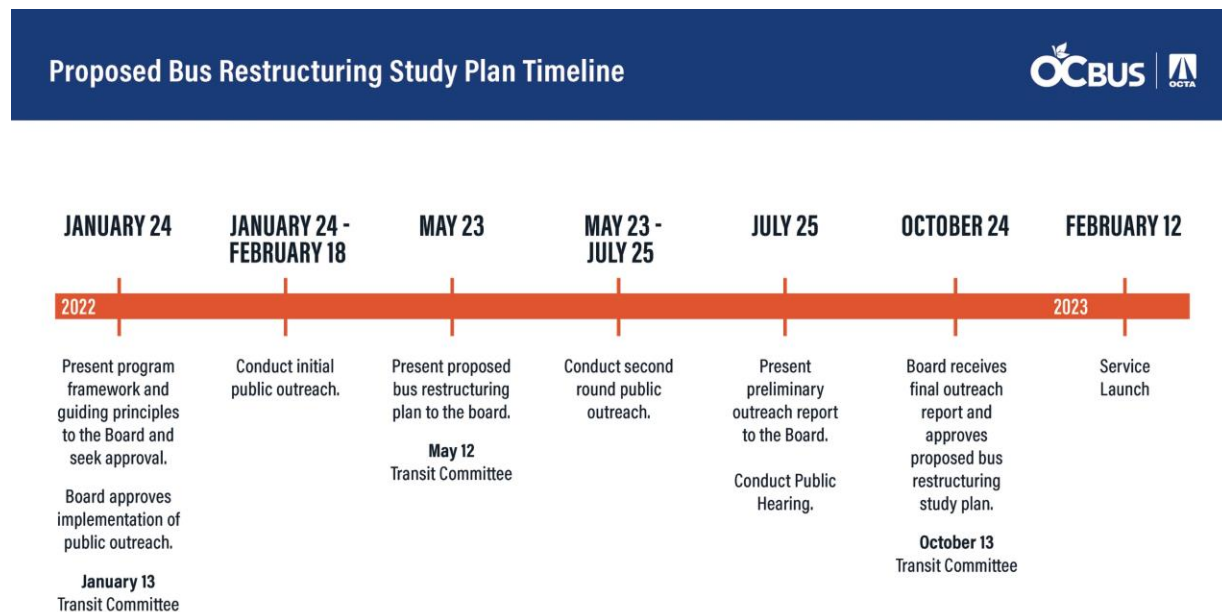 Proposed Bus Restructuring Study Plan Timeline
OC BUS
OCTA
JANUARY 24
JANUARY 24 -
FEBRUARY 18
MAY 23
MAY 23 -
JULY 25
JULY 25
OCTOBER 24
FEBRUARY 12
2022
2023
Present program
framework and
guiding principles
to the Board and
seek approval.
Board approves
implementation of
public outreach.
January 13
Transit Committee
Conduct initial
public outreach.
Present proposed
bus restructuring
plan to the board.
May 12
Transit Committee
Conduct second
round public
outreach.
Present
preliminary
outreach report
to the Board.
Conduct Public
Hearing.
Board receives
final outreach
report and
approves
proposed bus
restructuring
study plan.
October 13
Transit Committee
Service
Launch